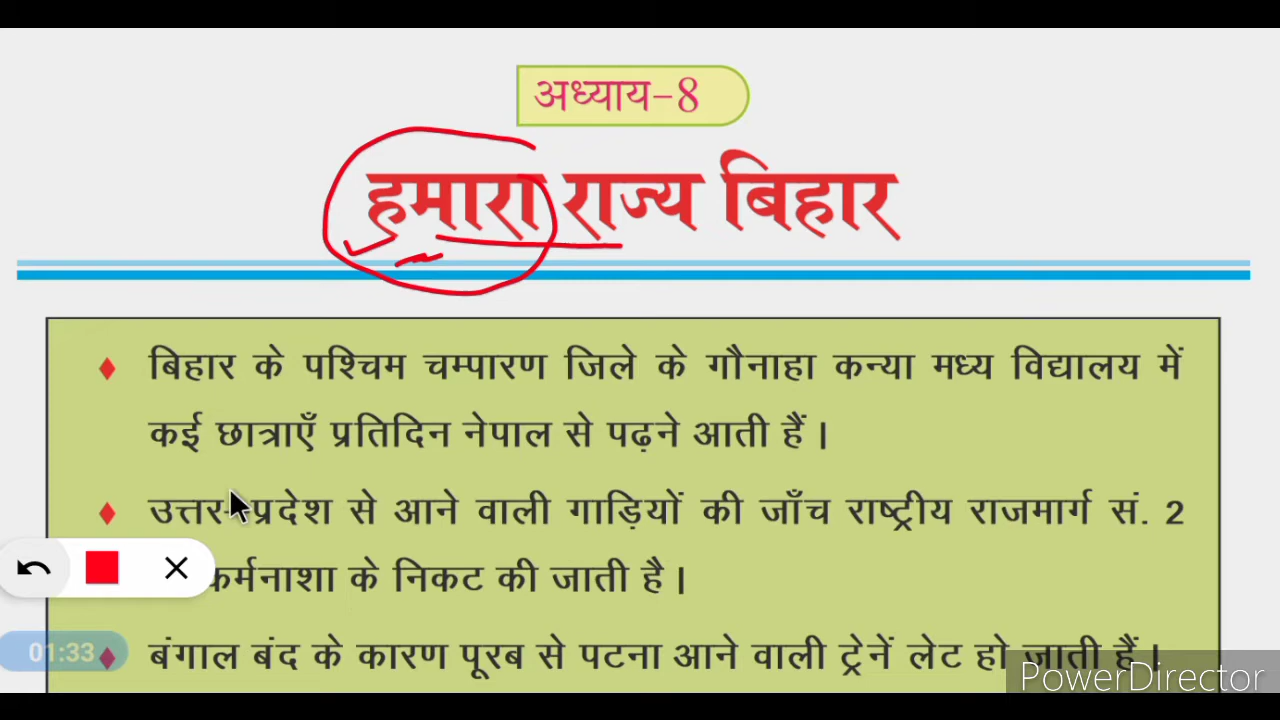 अध्याय-8
हमारा राज्य बिहार
बिहार के पश्चिम चम्पारण जिले के गौनाहा कन्या मध्य विद्यालय में
कई छात्राएँ प्रतिदिन नेपाल से पढ़ने आती हैं।
उत्तर-प्रदेश से आने वाली गाड़ियों की जाँच राष्ट्रीय राजमार्ग सं. 2
कर्मनाशा के निकट की जाती है।
01:33
बंगाल बंद के कारण पूरब से पटना आने वाली ट्रेनें लेट हो जाती हैं।
PowerDirector